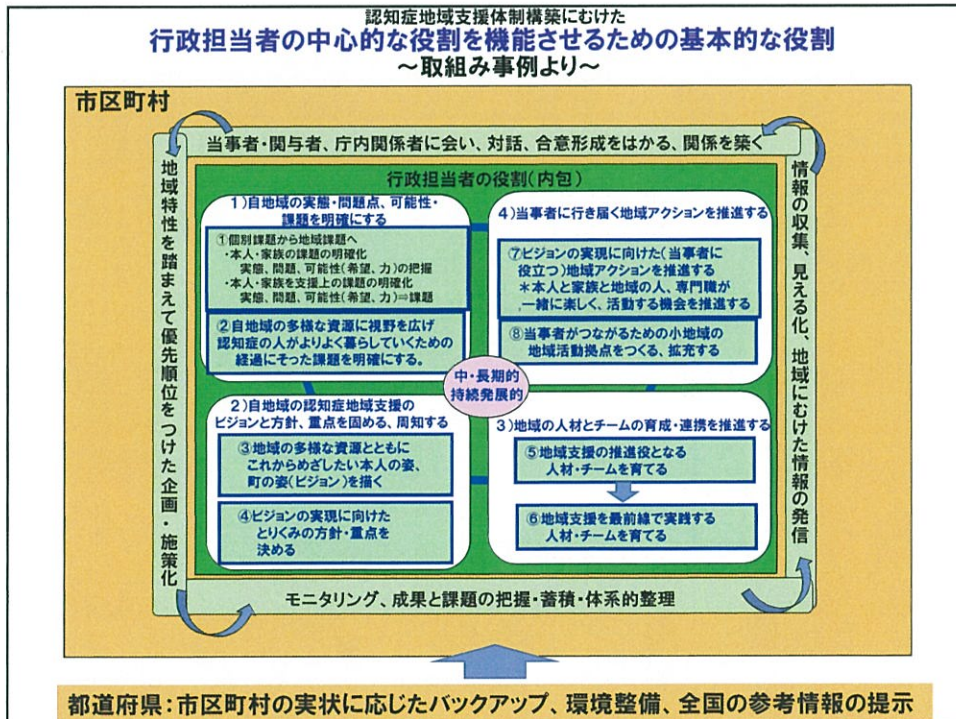 認知症地域支援体制構築にむけた
行政担当者の中心的な役割を機能させるための基本的な役割
～取組み事例より～
市区町村
当事者・関与者、庁内関係者に会い、対話、合意形成をはかる、関係を築く
地域特性を踏まえて優先順位をつけた企画・施策化
行政担当者の役割(内包)
1)自地域の実態・問題点、可能性・
課題を明確にする
①個別課題から地域課題へ
・本人・家族の課題の明確化
実態、問題、可能性(希望、力)の把握
・本人・家族を支援上の課題の明確化
実態、問題、可能性(希望、力)⇒課題
②自地域の多様な資源に視野を広げ
認知症の人がよりよく暮らしていくための
経過にそった課題を明確にする。
4)当事者に行き届く地域アクションを推進する
⑦ビジョンの実現に向けた(当事者に
役立つ)地域アクションを推進する
＊本人と家族と地域の人、専門職が
一緒に楽しく、活動する機会を推進する
⑧当事者がつながるための小地域の
地域活動拠点をつくる、拡充する
中・長期的
持続発展的
2)自地域の認知症地域支援の
ビジョンと方針、重点を固める、周知する
③地域の多様な資源とともに
これからめざしたい本人の姿、
町の姿(ビジョン)を描く
④ビジョンの実現に向けた
とりくみの方針・重点を
決める
3)地域の人材とチームの育成・連携を推進する
⑤地域支援の推進役となる
人材・チームを育てる
⑥地域支援を最前線で実践する
人材・チームを育てる
情報の収集、見える化、地域にむけた情報の発信
モニタリング、成果と課題の把握・蓄積・体系的整理
都道府県:市区町村の実状に応じたバックアップ、環境整備、全国の参考情報の提示